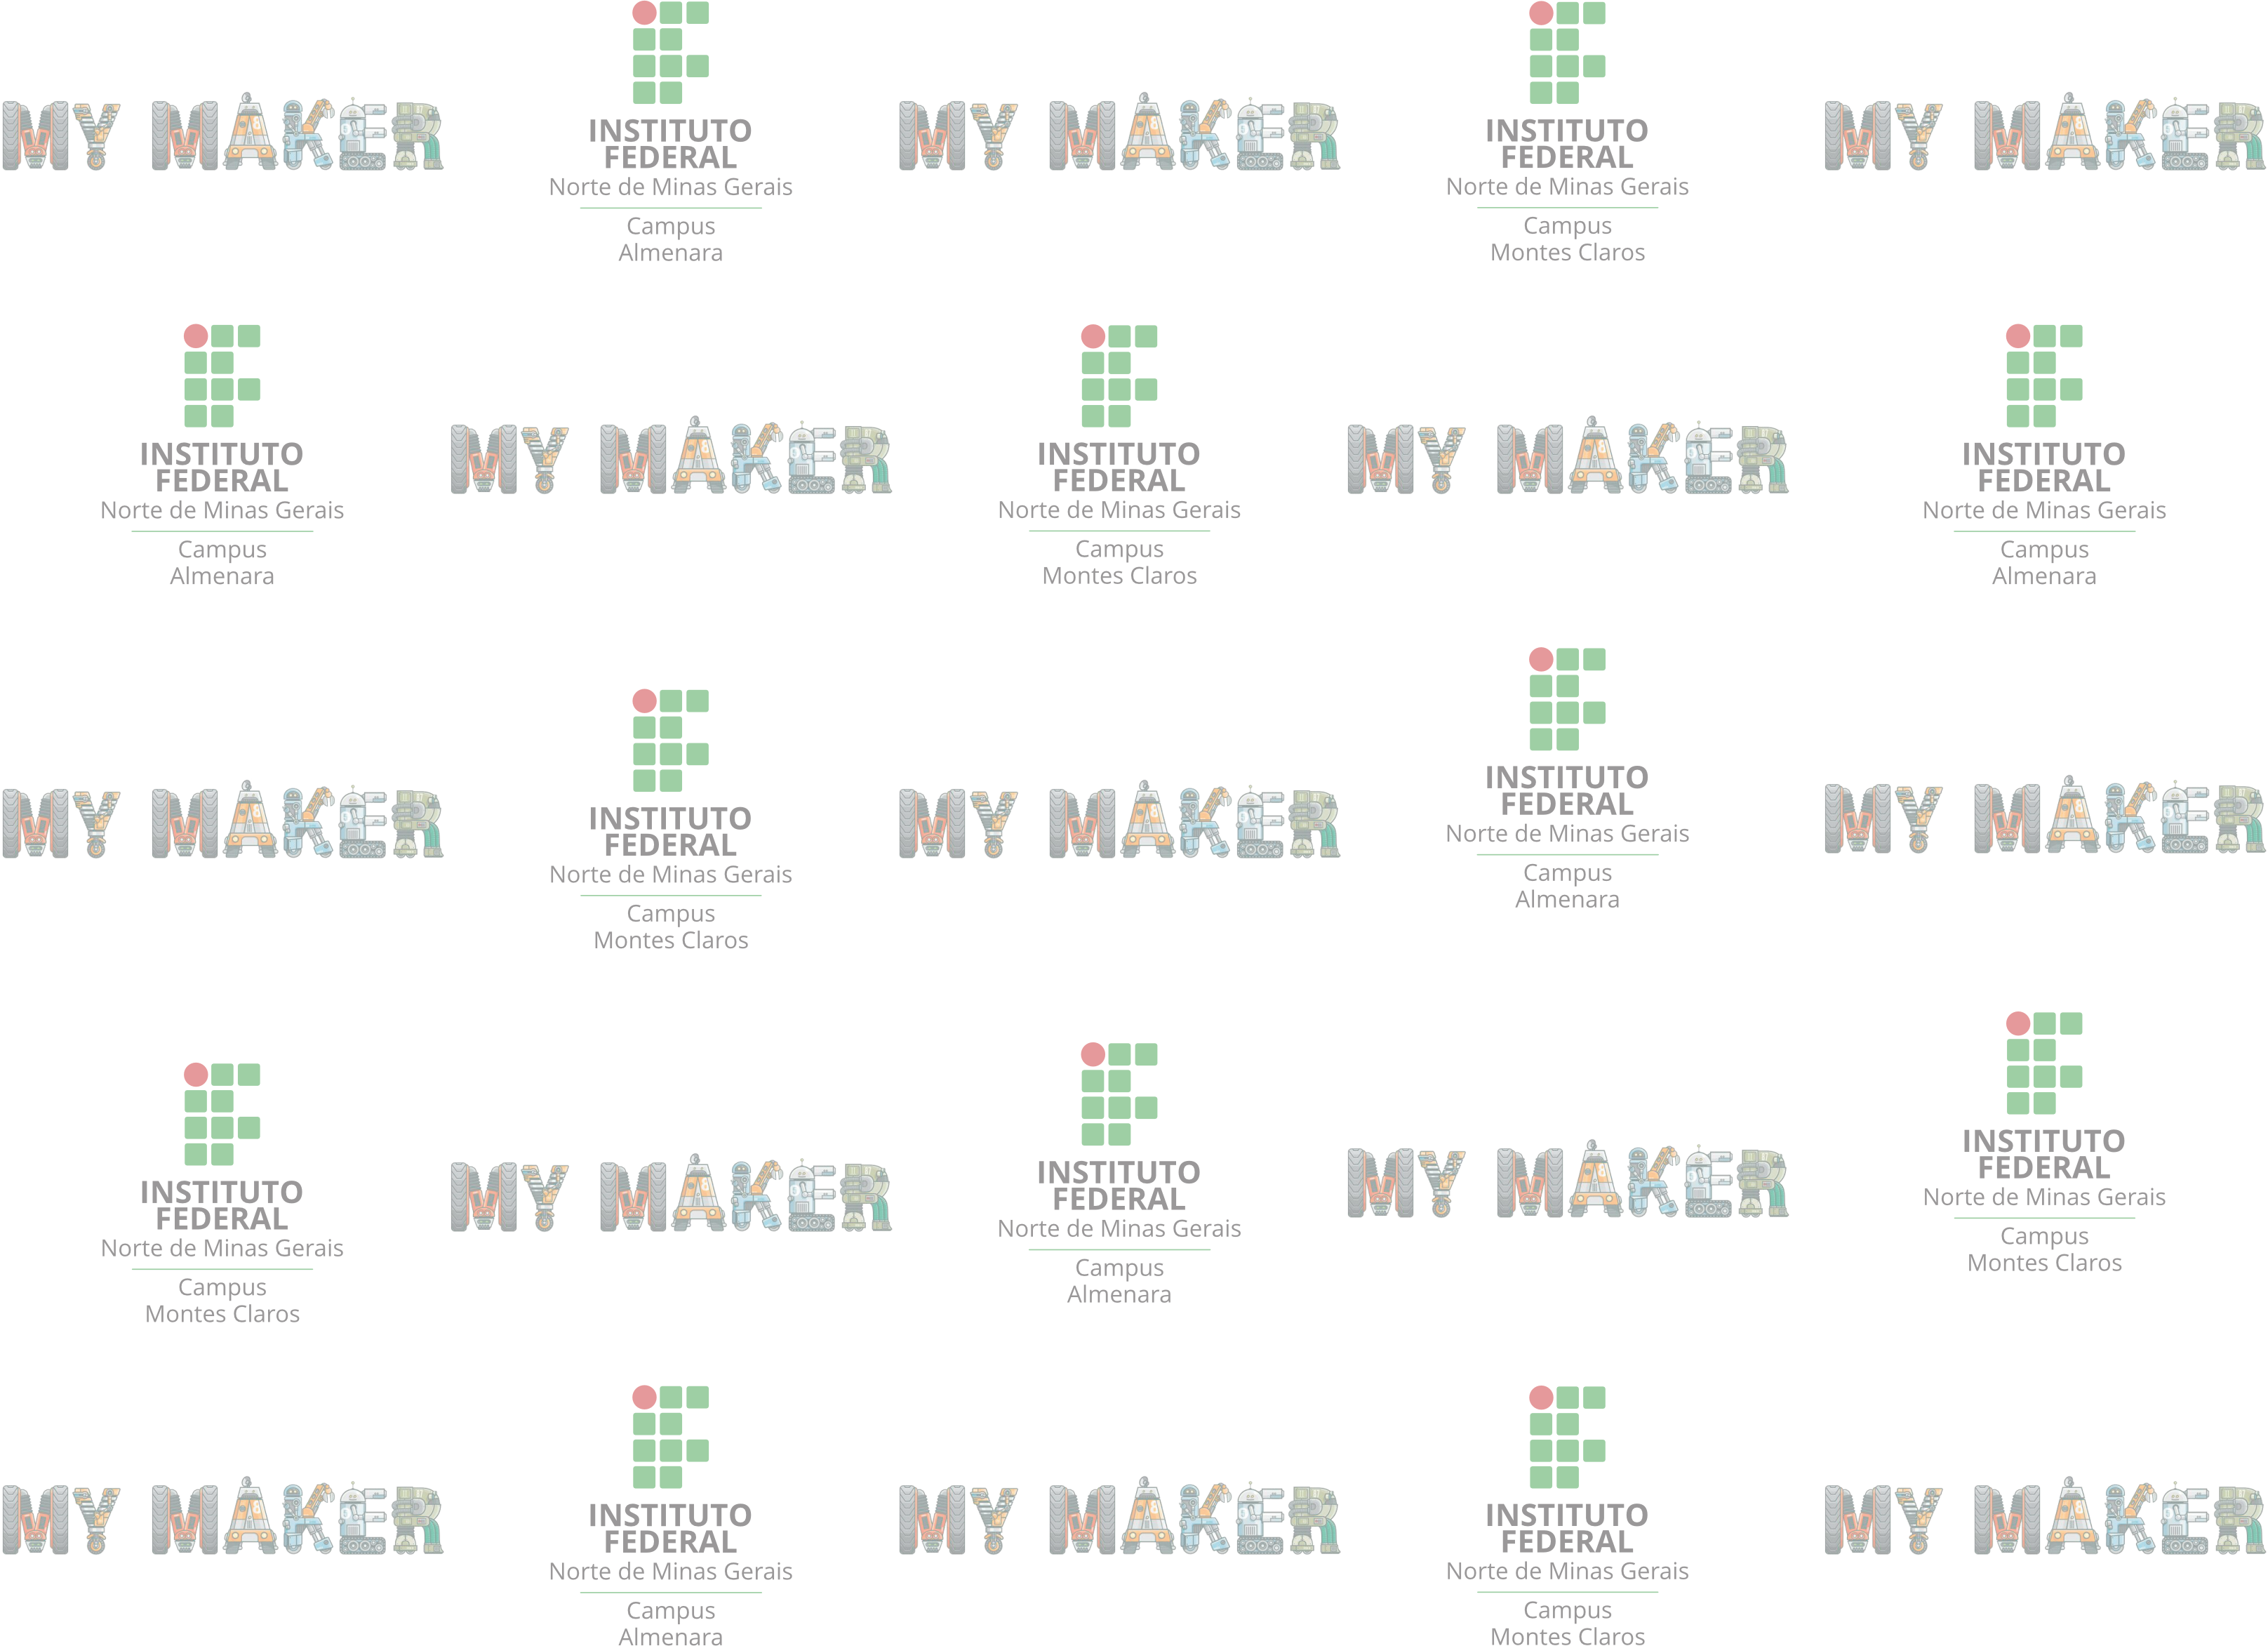 MY MAKER
INSTITUTO
FEDERAL
Norte de Minas Gerais
Campus
Almenara
MY MAKER
INSTITUTO
FEDERAL
Norte de Minas Gerais
Campus
Montes Claros
MY MAKER
INSTITUTO
FEDERAL
Norte de Minas Gerais
Campus
Almenara
MY MAKER
INSTITUTO
FEDERAL
Norte de Minas Gerais
Campus
Montes Claros
MY MAKER
INSTITUTO
FEDERAL
Norte de Minas Gerais
Campus
Almenara
MY MAKER
INSTITUTO
FEDERAL
Norte de Minas Gerais
Campus
Montes Claros
MY MAKER
INSTITUTO
FEDERAL
Norte de Minas Gerais
Campus
Almenara
MY MAKER
INSTITUTO
FEDERAL
Norte de Minas Gerais
Campus
Montes Claros
MY MAKER
INSTITUTO
FEDERAL
Norte de Minas Gerais
Campus
Almenara
MY MAKER
INSTITUTO
FEDERAL
Norte de Minas Gerais
Campus
Montes Claros
MY MAKER
INSTITUTO
FEDERAL
Norte de Minas Gerais
Campus
Almenara
MY MAKER
INSTITUTO
FEDERAL
Norte de Minas Gerais
Campus
Montes Claros
MY MAKER